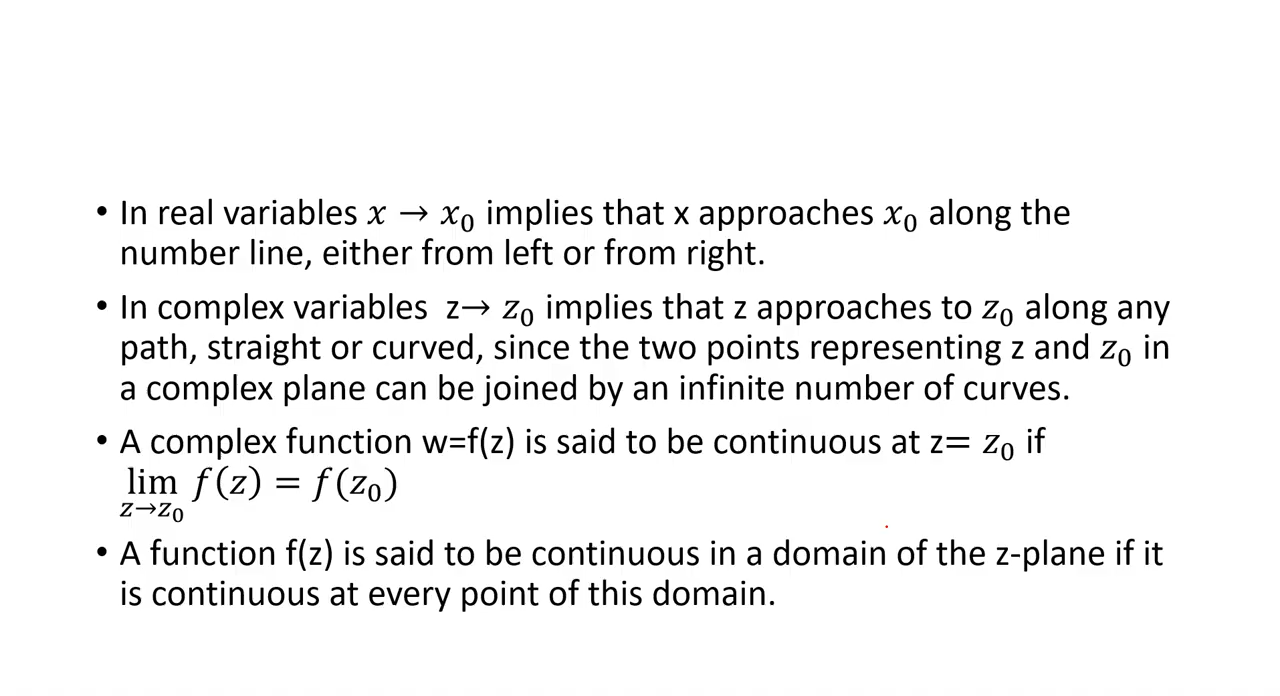 • In real variables 𝑥 → 𝑥₀ implies that x approaches 𝑥₀ along the
number line, either from left or from right.
• In complex variables z→ 𝑧₀ implies that z approaches to 𝑧₀ along any
path, straight or curved, since the two points representing z and 𝑧₀ in
a complex plane can be joined by an infinite number of curves.
• A complex function w=f(z) is said to be continuous at z= 𝑧₀ if
lim 𝑓(𝑧) = 𝑓(𝑧₀)
𝑧→𝑧₀
• A function f(z) is said to be continuous in a domain of the z-plane if it
is continuous at every point of this domain.